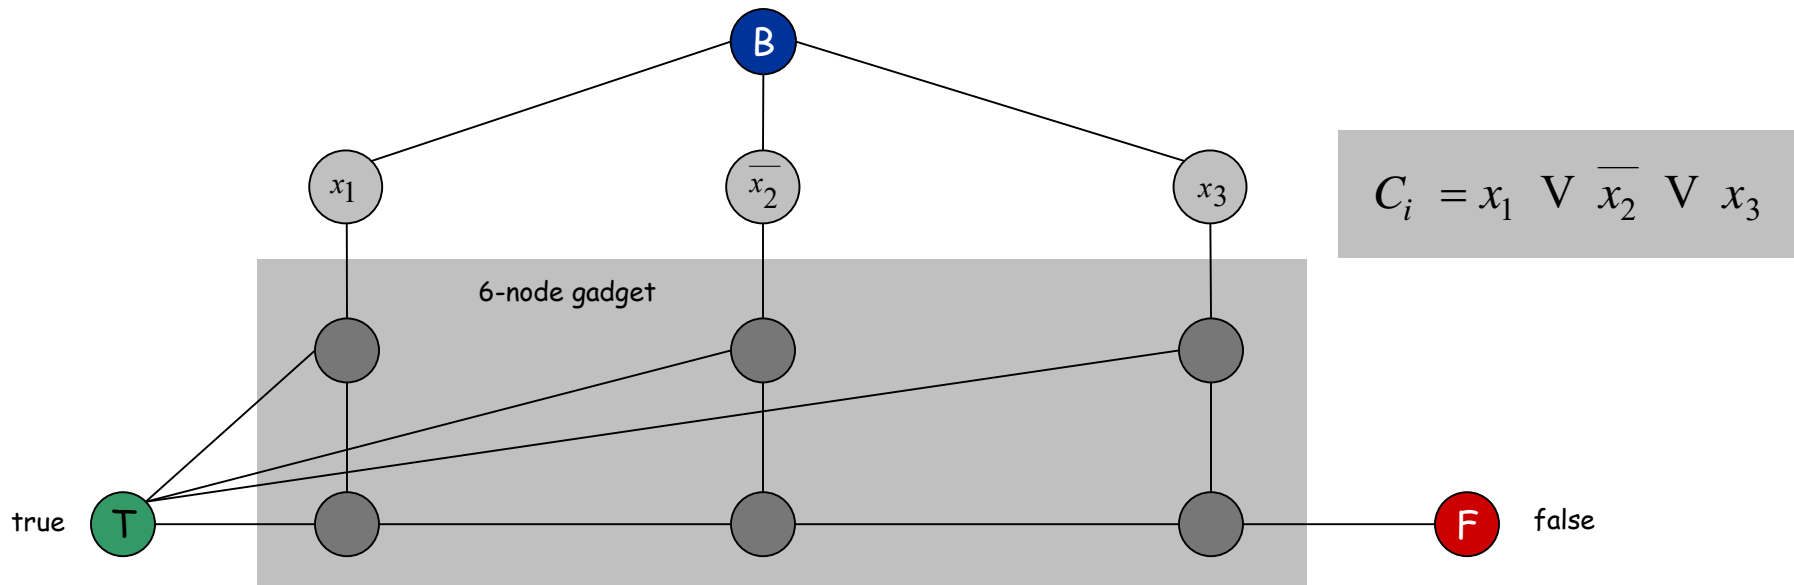 B
x₁
x̅₂
x₃
Cᵢ = x₁ V x̅₂ V x₃
6-node gadget
true
T
F
false